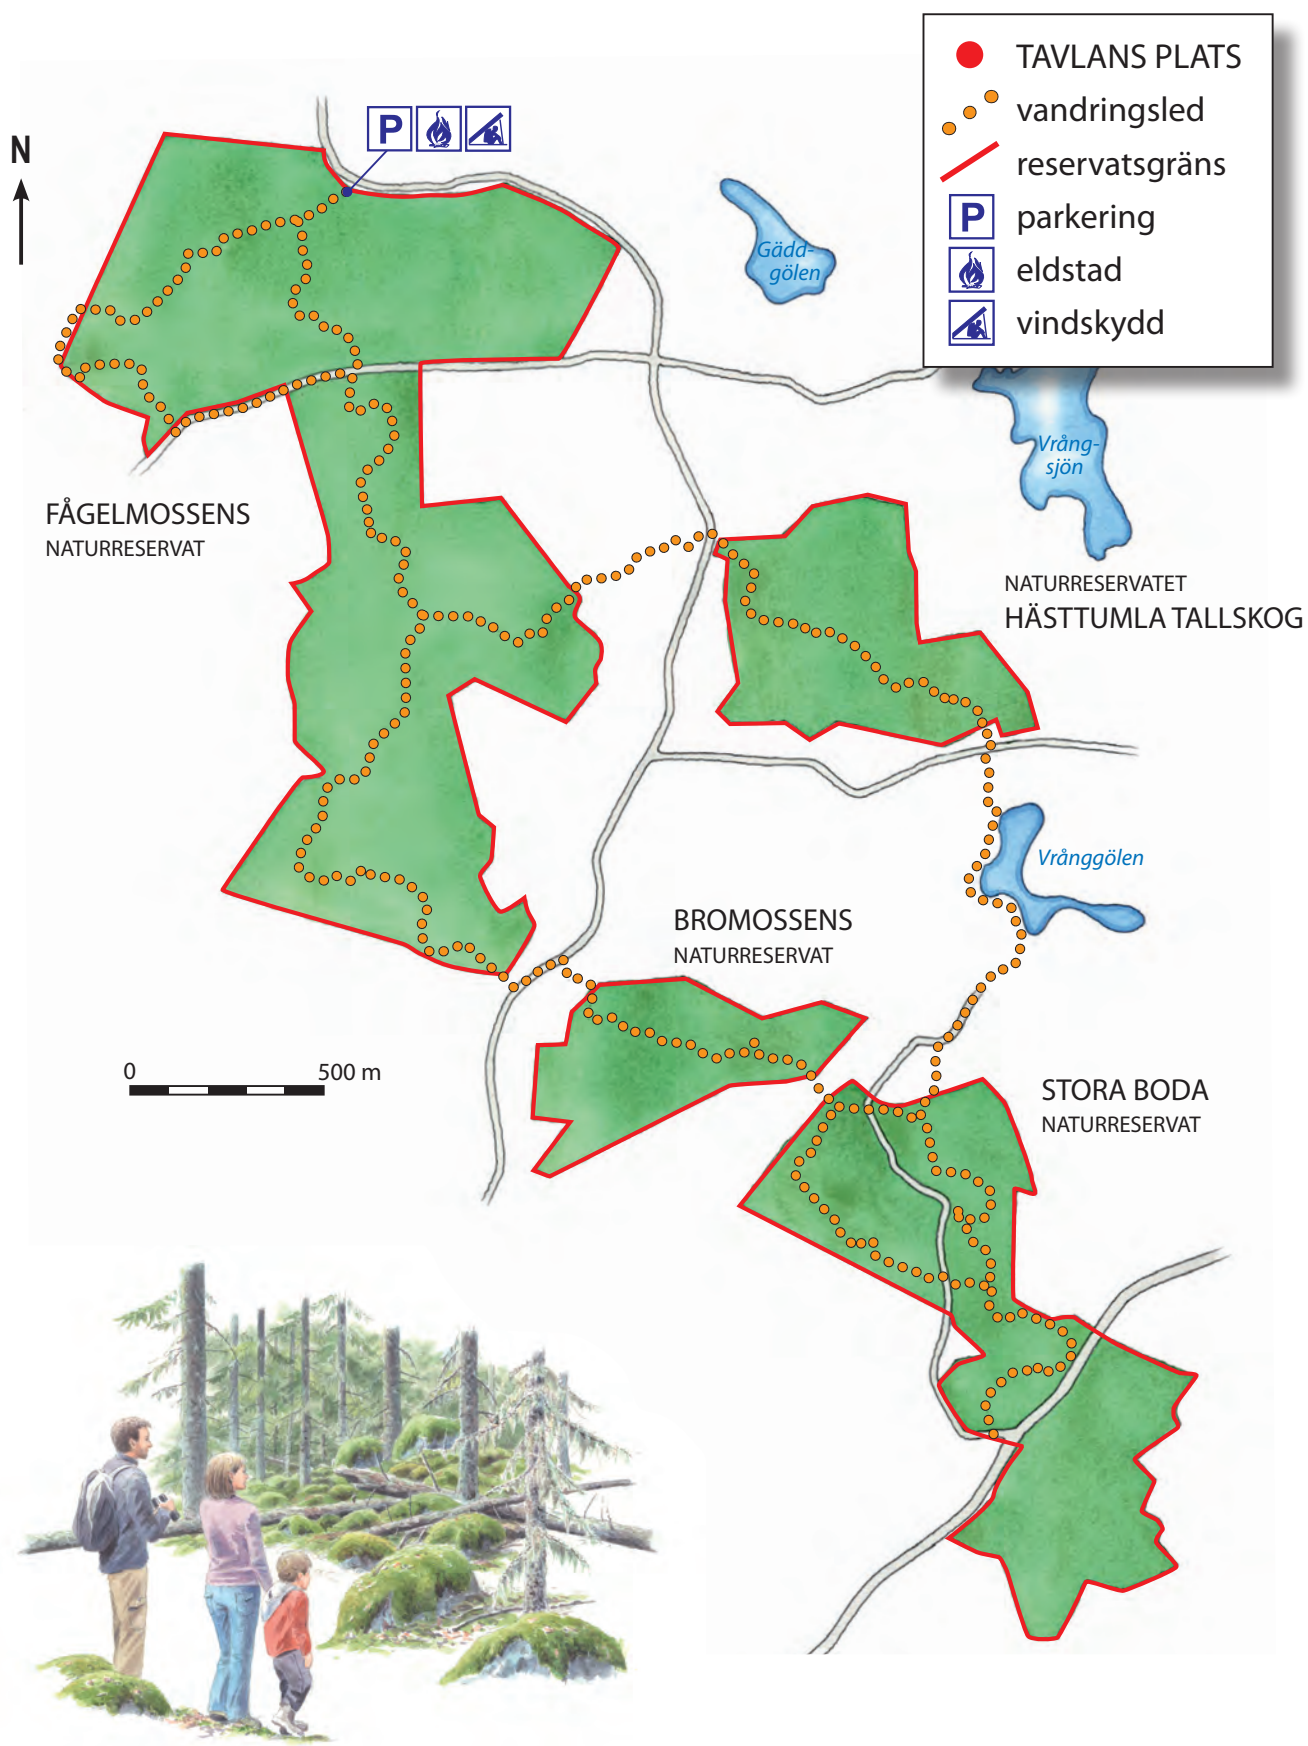 TAVLANS PLATS
vandringsled
reservatsgräns
P parkering
eldstad
vindskydd
N
P
Gädd-
gölen
Vrång-
sjön
FÅGELMOSSENS
NATURRESERVAT
NATURRESERVATET
HÄSTTUMLA TALLSKOG
Vrånggölen
BROMOSSENS
NATURRESERVAT
0 500 m
STORA BODA
NATURRESERVAT